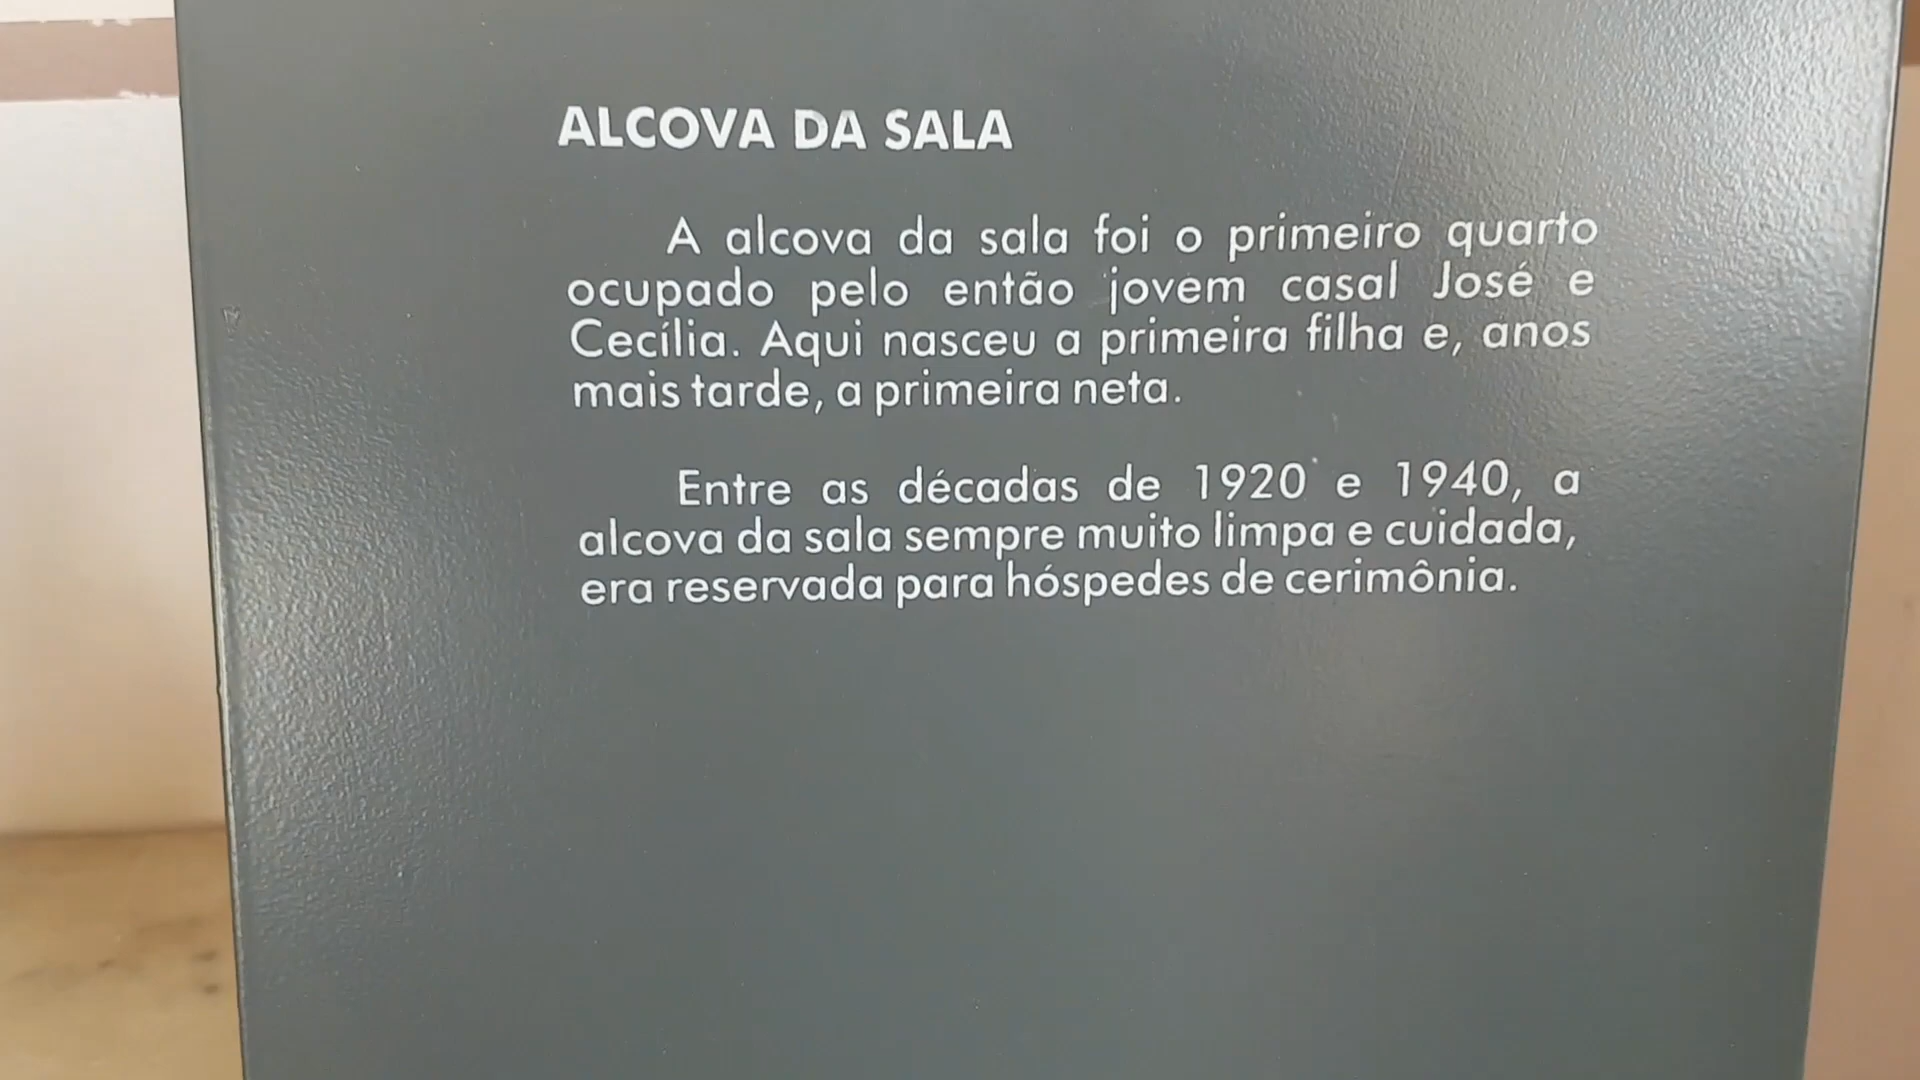 ALCOVA DA SALA
A alcova da sala foi o primeiro quarto
ocupado pelo então jovem casal José e
Cecília. Aqui nasceu a primeira filha e, anos
mais tarde, a primeira neta.
Entre as décadas de 1920 e 1940, a
alcova da sala sempre muito limpa e cuidada,
era reservada para hóspedes de cerimônia.